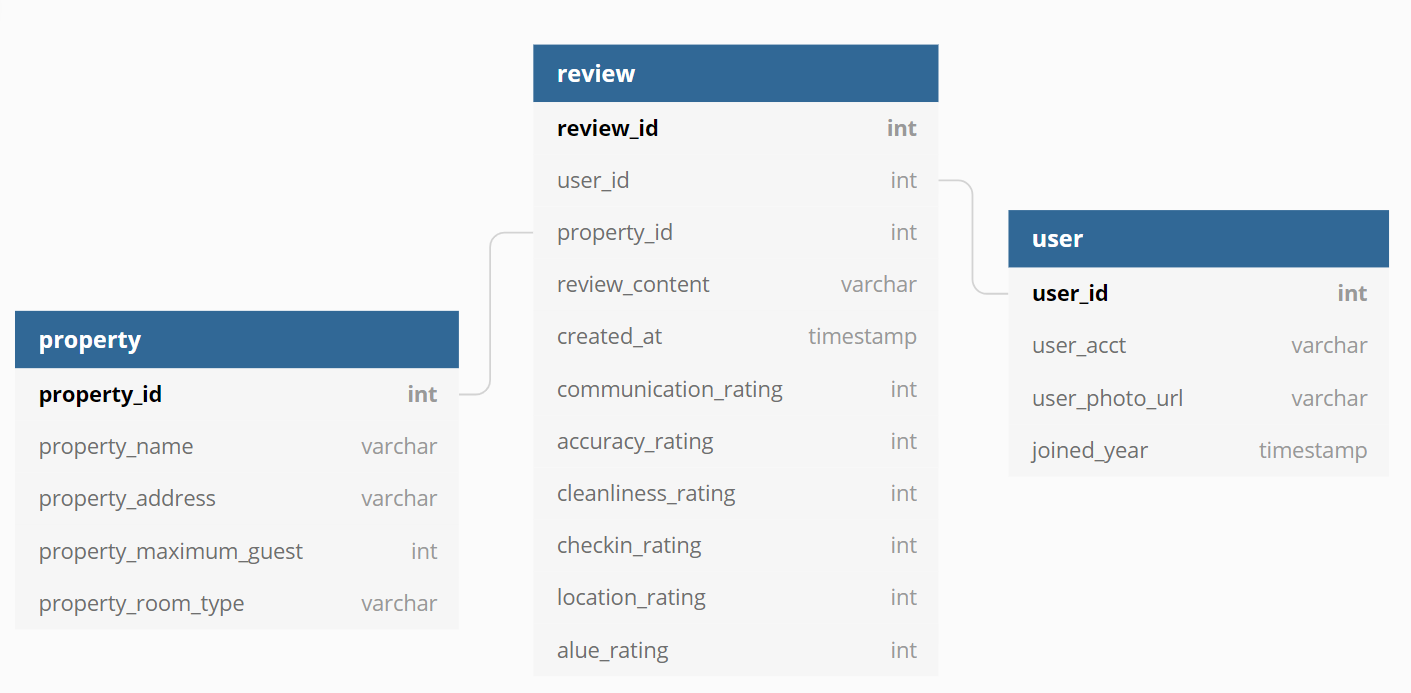 review
review_id int
user_id int
property_id int
review_content varchar
created_at timestamp
communication_rating int
accuracy_rating int
cleanliness_rating int
checkin_rating int
location_rating int
alue_rating int
user
user_id int
user_acct varchar
user_photo_url varchar
joined_year timestamp
property
property_id int
property_name varchar
property_address varchar
property_maximum_guest int
property_room_type varchar